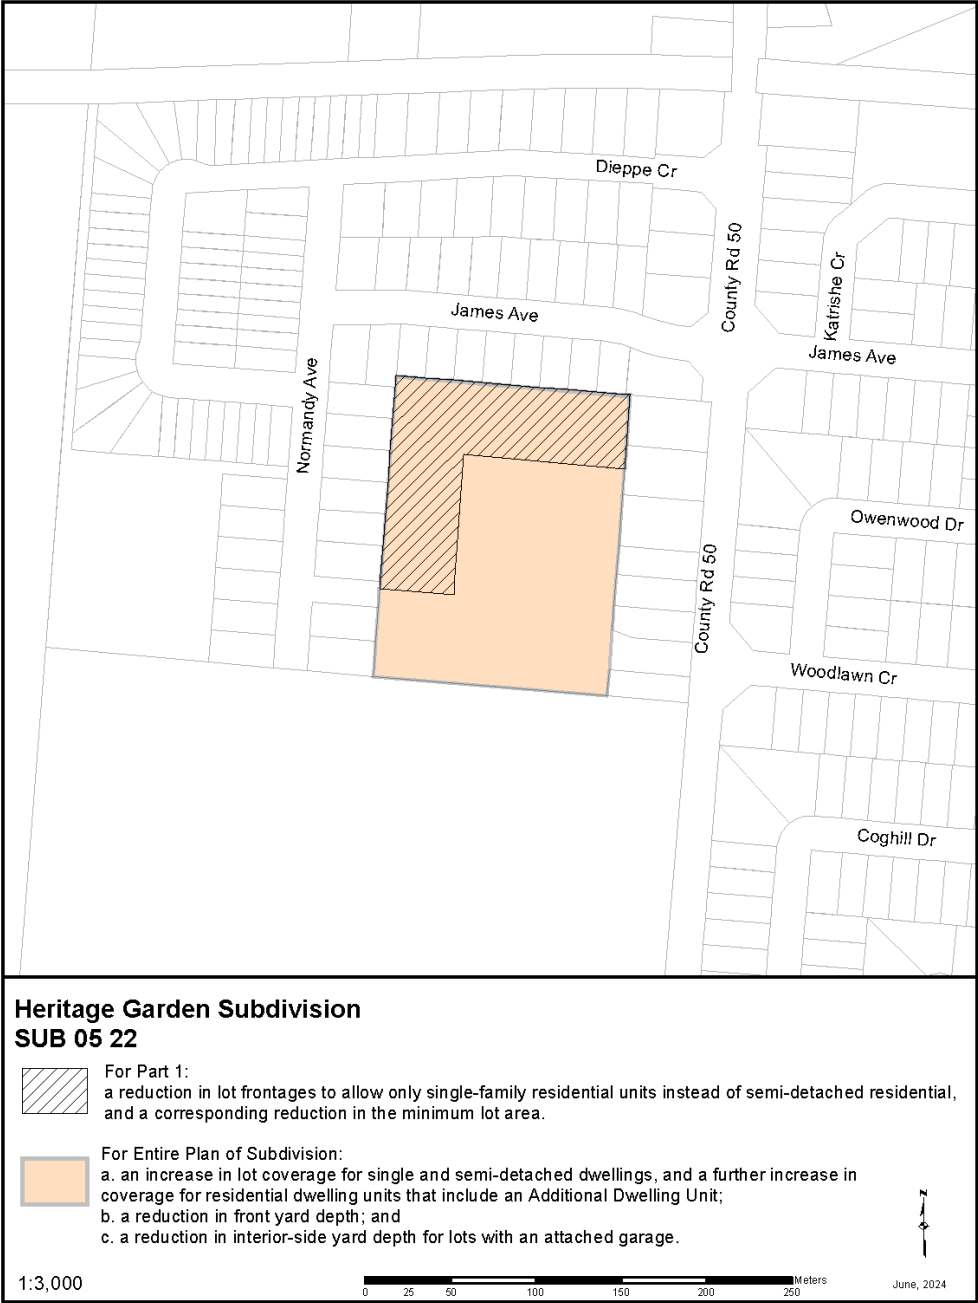 Dieppe Cr
County Rd 50
Katrishe Cr
James Ave
James Ave
Normandy Ave
Owenwood Dr
County Rd 50
Woodlawn Cr
Coghill Dr
Heritage Garden Subdivision
SUB 05 22
For Part 1:
a reduction in lot frontages to allow only single-family residential units instead of semi-detached residential,
and a corresponding reduction in the minimum lot area.
For Entire Plan of Subdivision:
a. an increase in lot coverage for single and semi-detached dwellings, and a further increase in
coverage for residential dwelling units that include an Additional Dwelling Unit;
b. a reduction in front yard depth; and
c. a reduction in interior-side yard depth for lots with an attached garage.
N
1:3,000
Meters
0 25 50 100 150 200 250
June, 2024